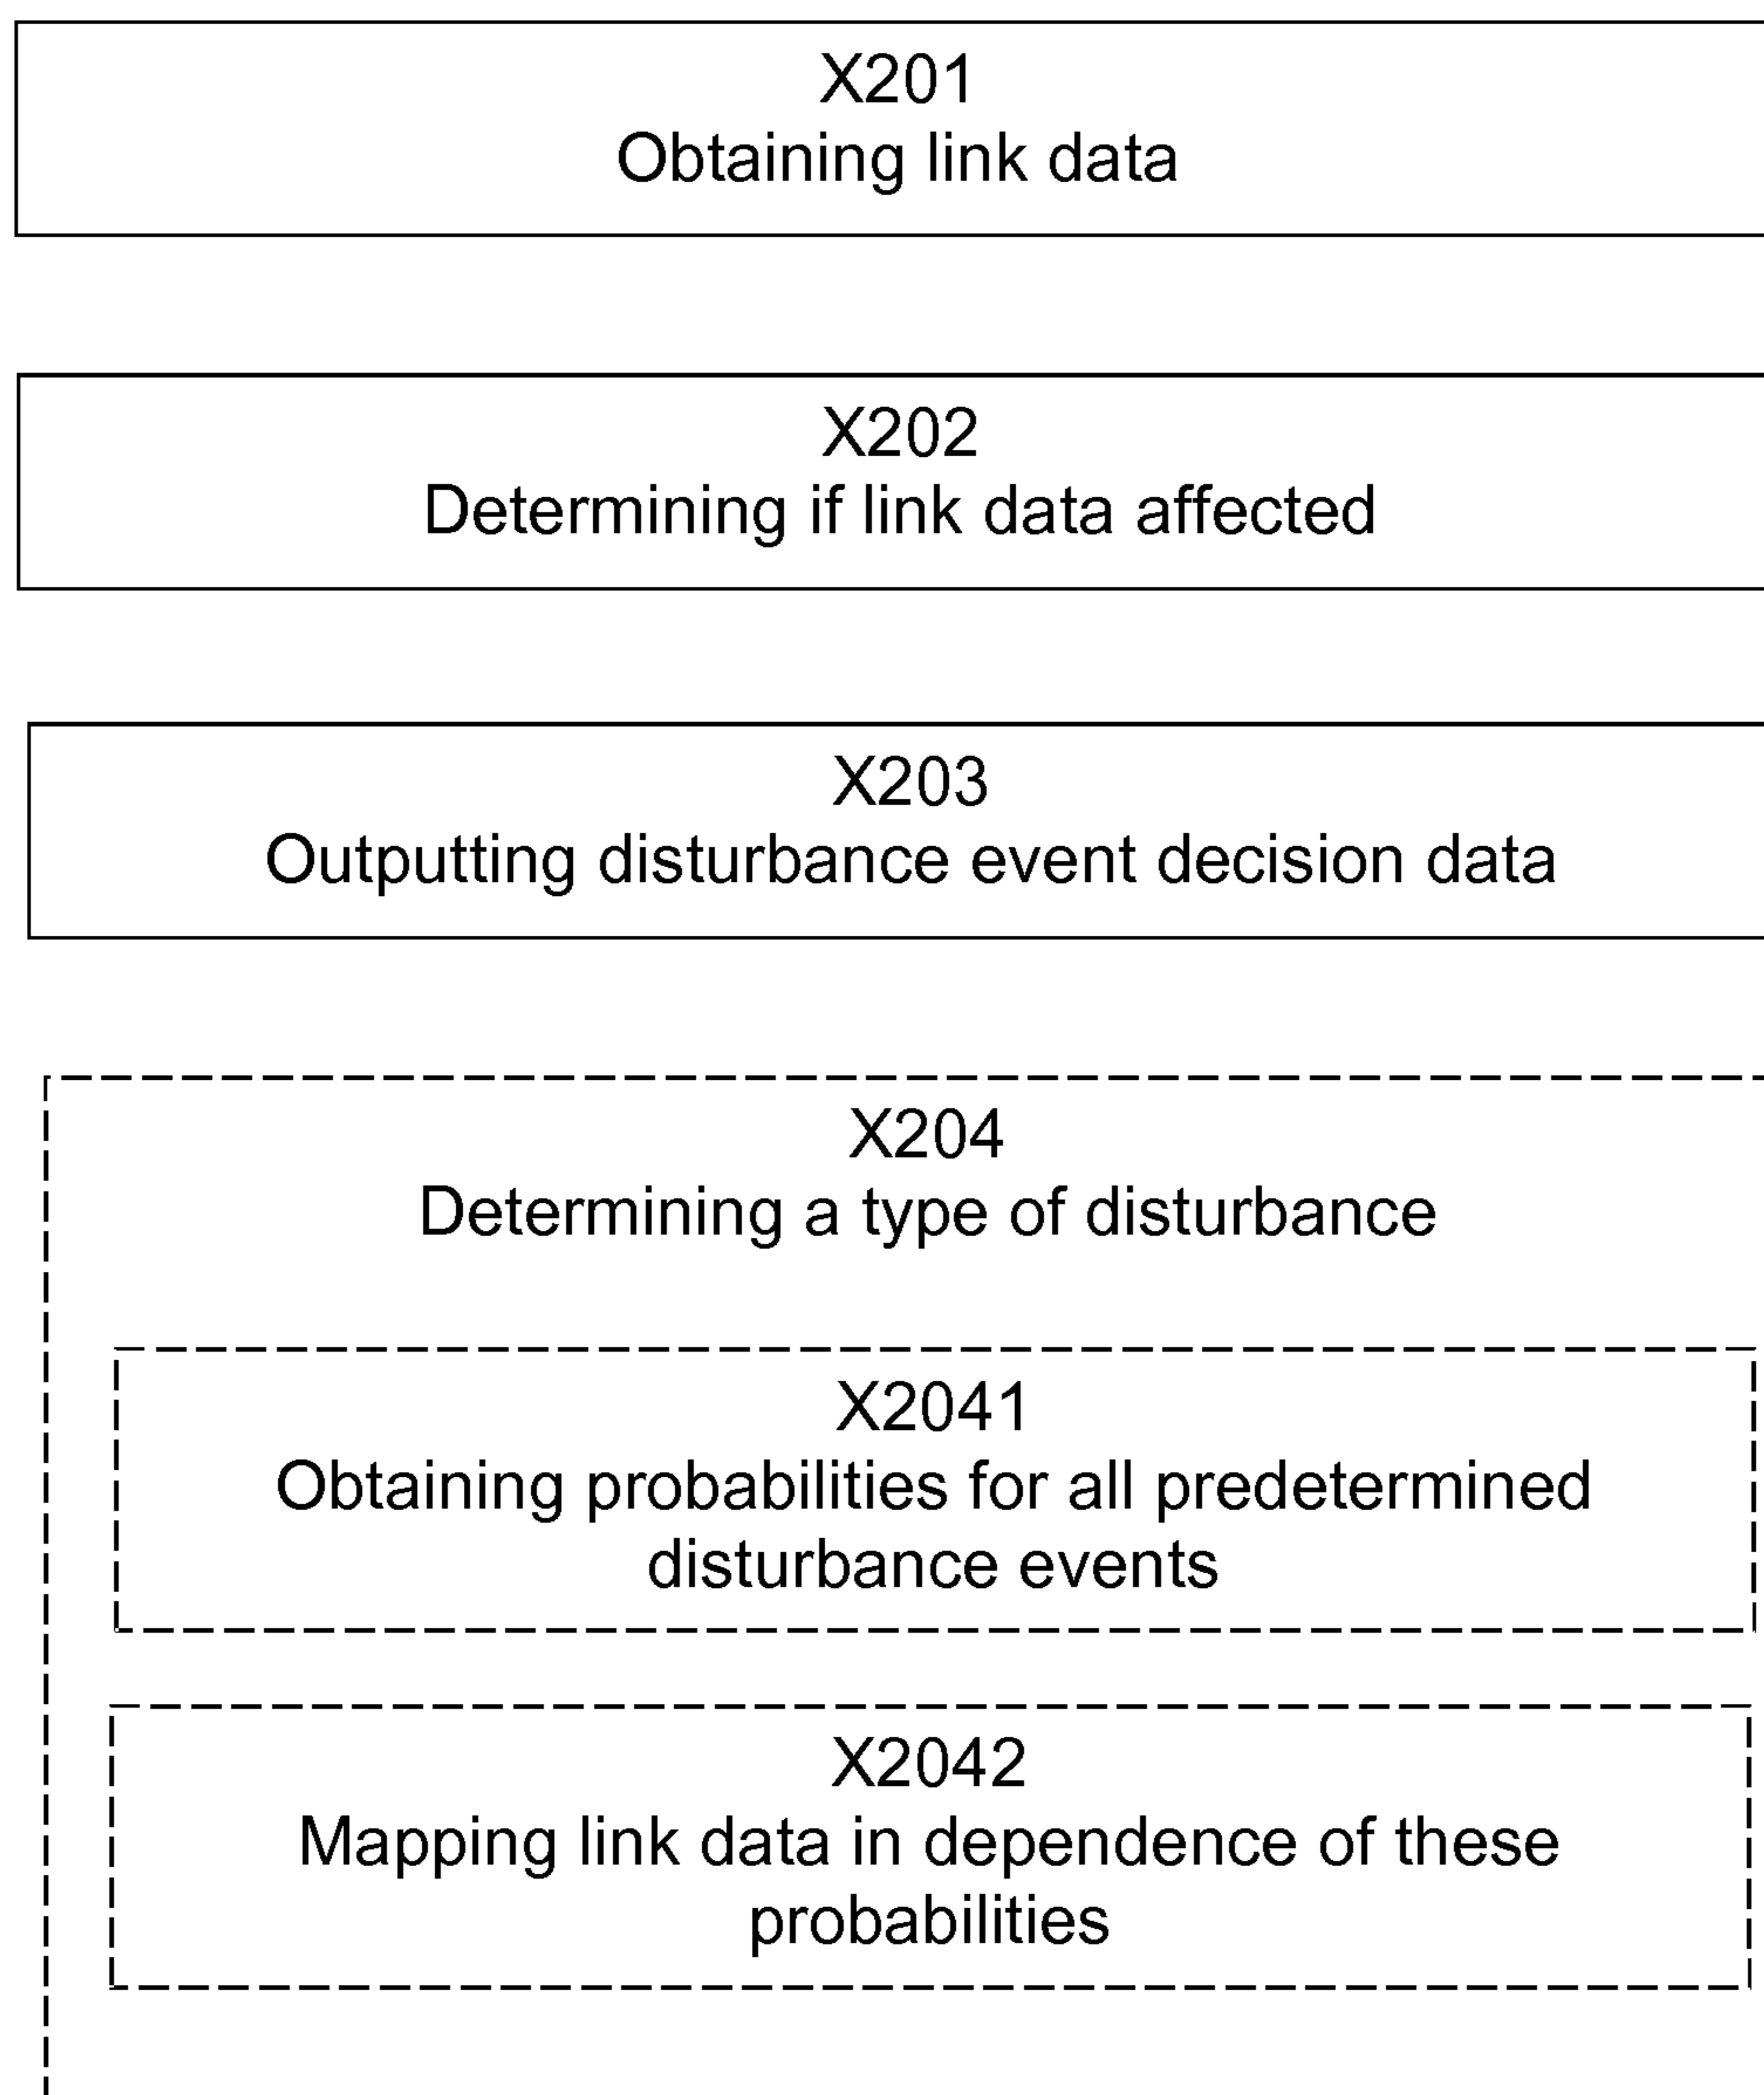 X201
Obtaining link data
X202
Determining if link data affected
X203
Outputting disturbance event decision data
X204
Determining a type of disturbance
X2041
Obtaining probabilities for all predetermined
disturbance events
X2042
Mapping link data in dependence of these
probabilities